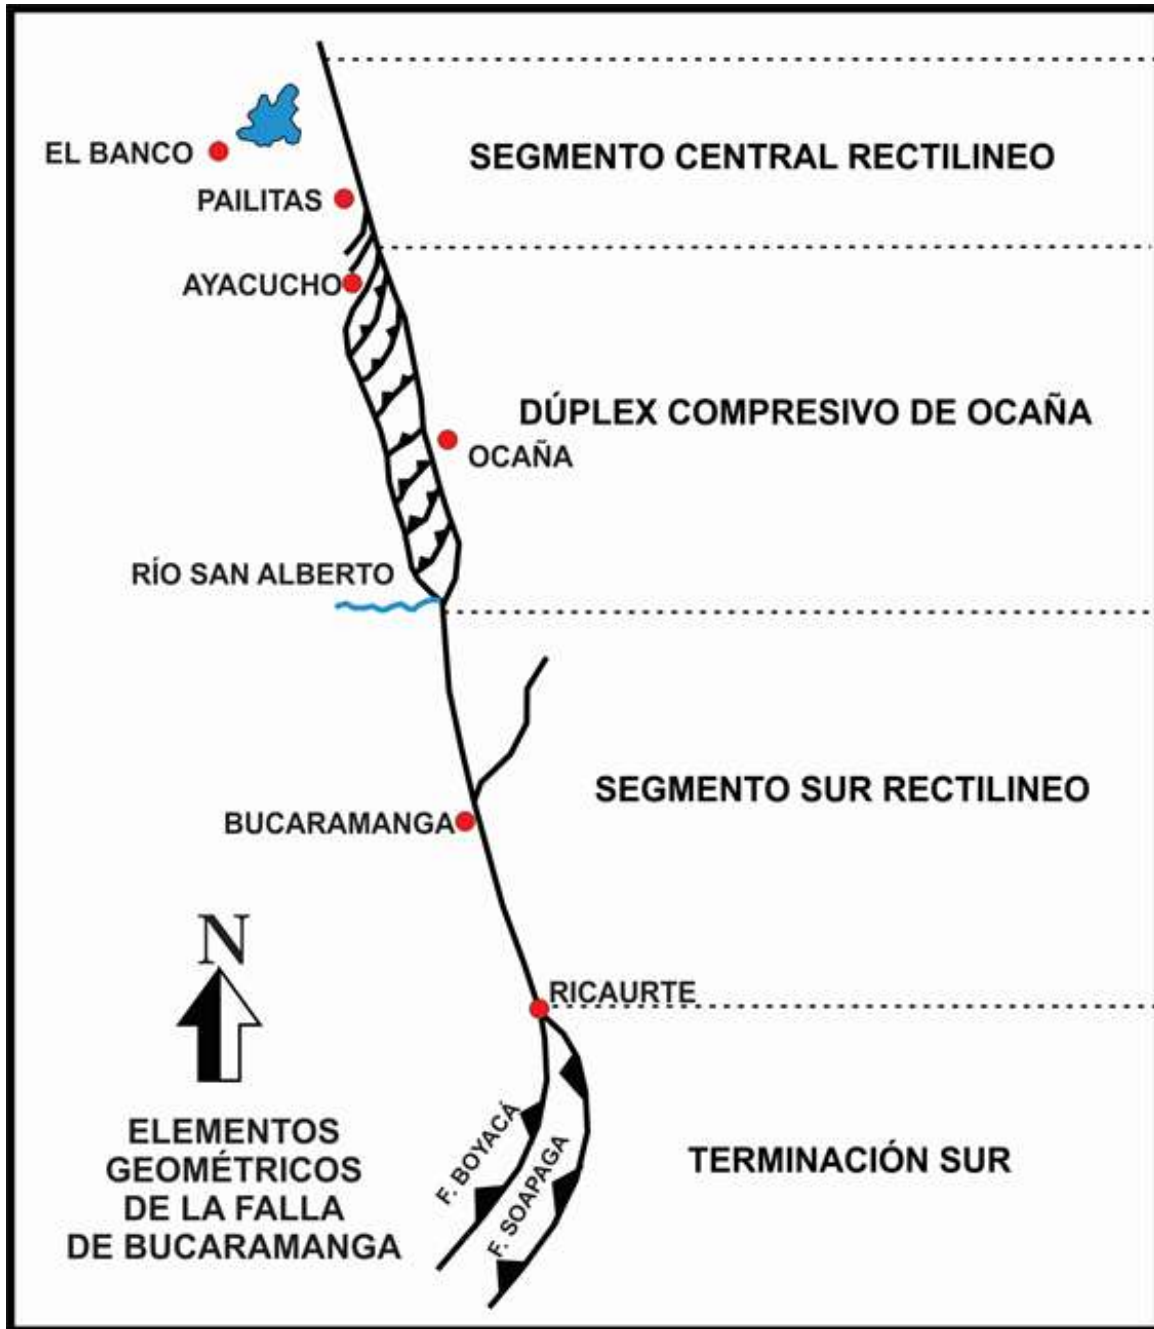 EL BANCO
SEGMENTO CENTRAL RECTILINEO
PAILITAS
AYACUCHO
DÚPLEX COMPRESIVO DE OCAÑA
OCAÑA
RÍO SAN ALBERTO
SEGMENTO SUR RECTILINEO
BUCARAMANGA
N
RICAURTE
ELEMENTOS
GEOMÉTRICOS
DE LA FALLA
DE BUCARAMANGA
F. BOYACÁ
F. SOAPAGA
TERMINACIÓN SUR